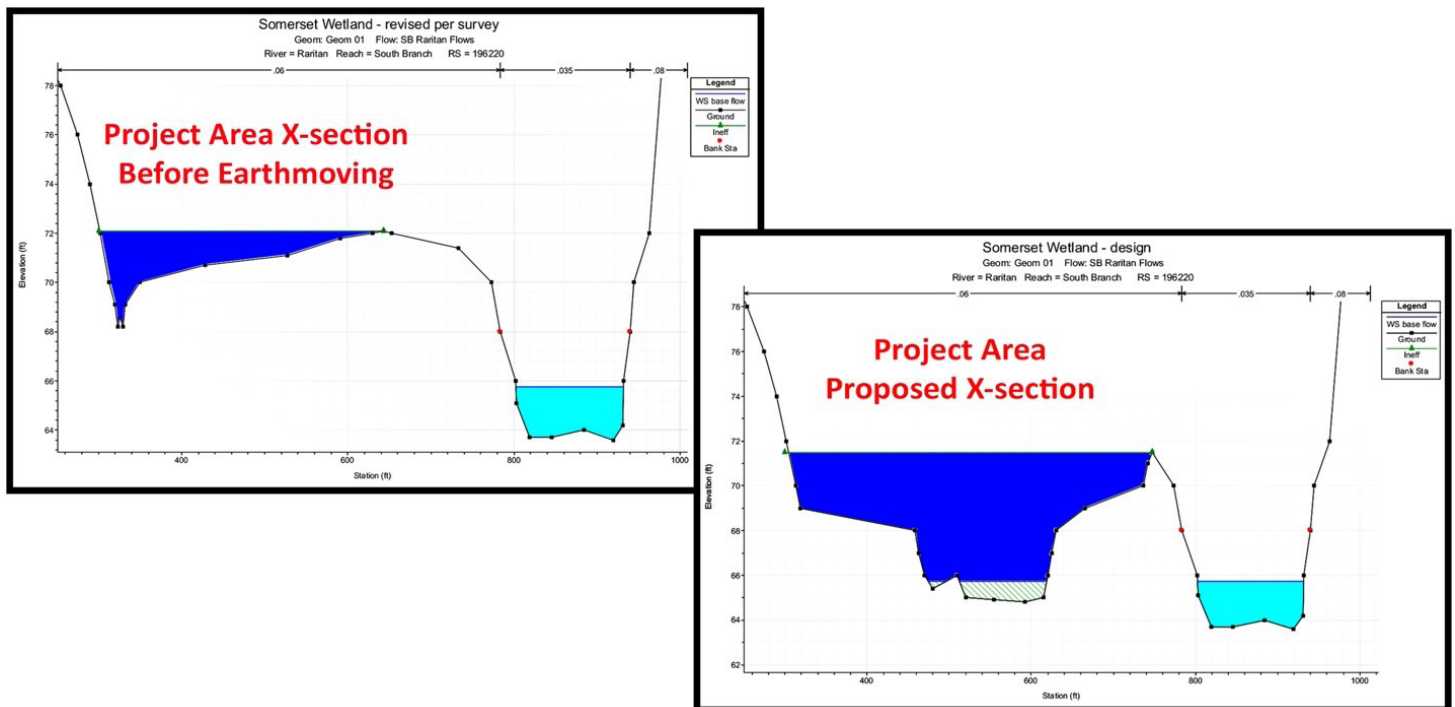 Somerset Wetland - revised per survey
Geom: Geom 01 Flow: SB Raritan Flows
River = Raritan Reach = South Branch RS = 196220
.06 .035 .08
Legend
WS base flow
Ground
Ineff
Bank Sta
Project Area X-section
Before Earthmoving
Elevation (ft)
78
76
74
72
70
68
66
64
400 600 800 1000
Station (ft)
Somerset Wetland - design
Geom: Geom 01 Flow: SB Raritan Flows
River = Raritan Reach = South Branch RS = 196220
.06 .035 .08
Legend
WS base flow
Ground
Ineff
Bank Sta
Project Area
Proposed X-section
Elevation (ft)
78
76
74
72
70
68
66
64
62
400 600 800 1000
Station (ft)